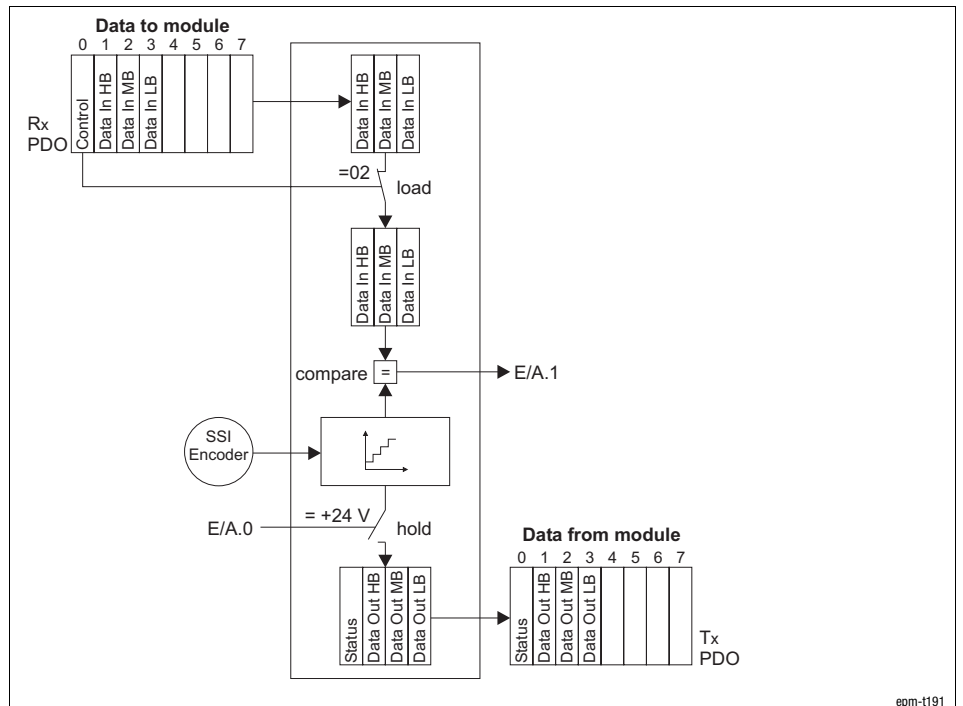 Data to module
0 1 2 3 4 5 6 7
Rx
PDO
Control
Data In HB
Data In MB
Data In LB
Data In HB
Data In MB
Data In LB
=02
load
Data In HB
Data In MB
Data In LB
compare
=
E/A.1
SSI
Encoder
E/A.0
= +24 V
hold
Status
Data Out HB
Data Out MB
Data Out LB
Data from module
0 1 2 3 4 5 6 7
Status
Data Out HB
Data Out MB
Data Out LB
Tx
PDO
epm-t191